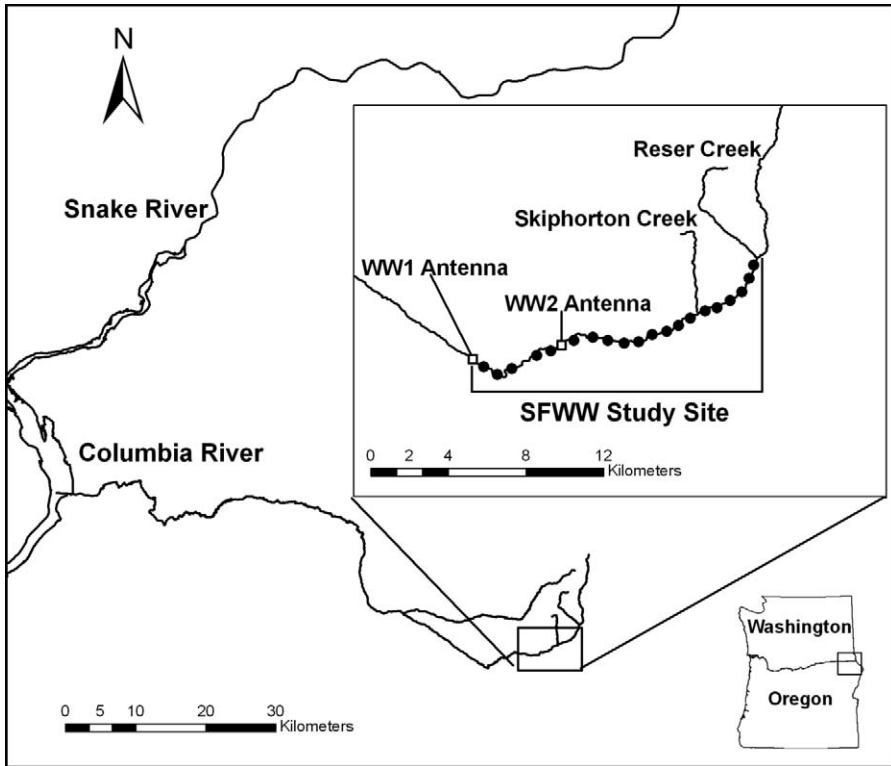 N
Snake River
Reser Creek
Skiphorton Creek
WW1 Antenna
WW2 Antenna
SFWW Study Site
0 2 4 8 12
Kilometers
Columbia River
Washington
Oregon
0 5 10 20 30
Kilometers